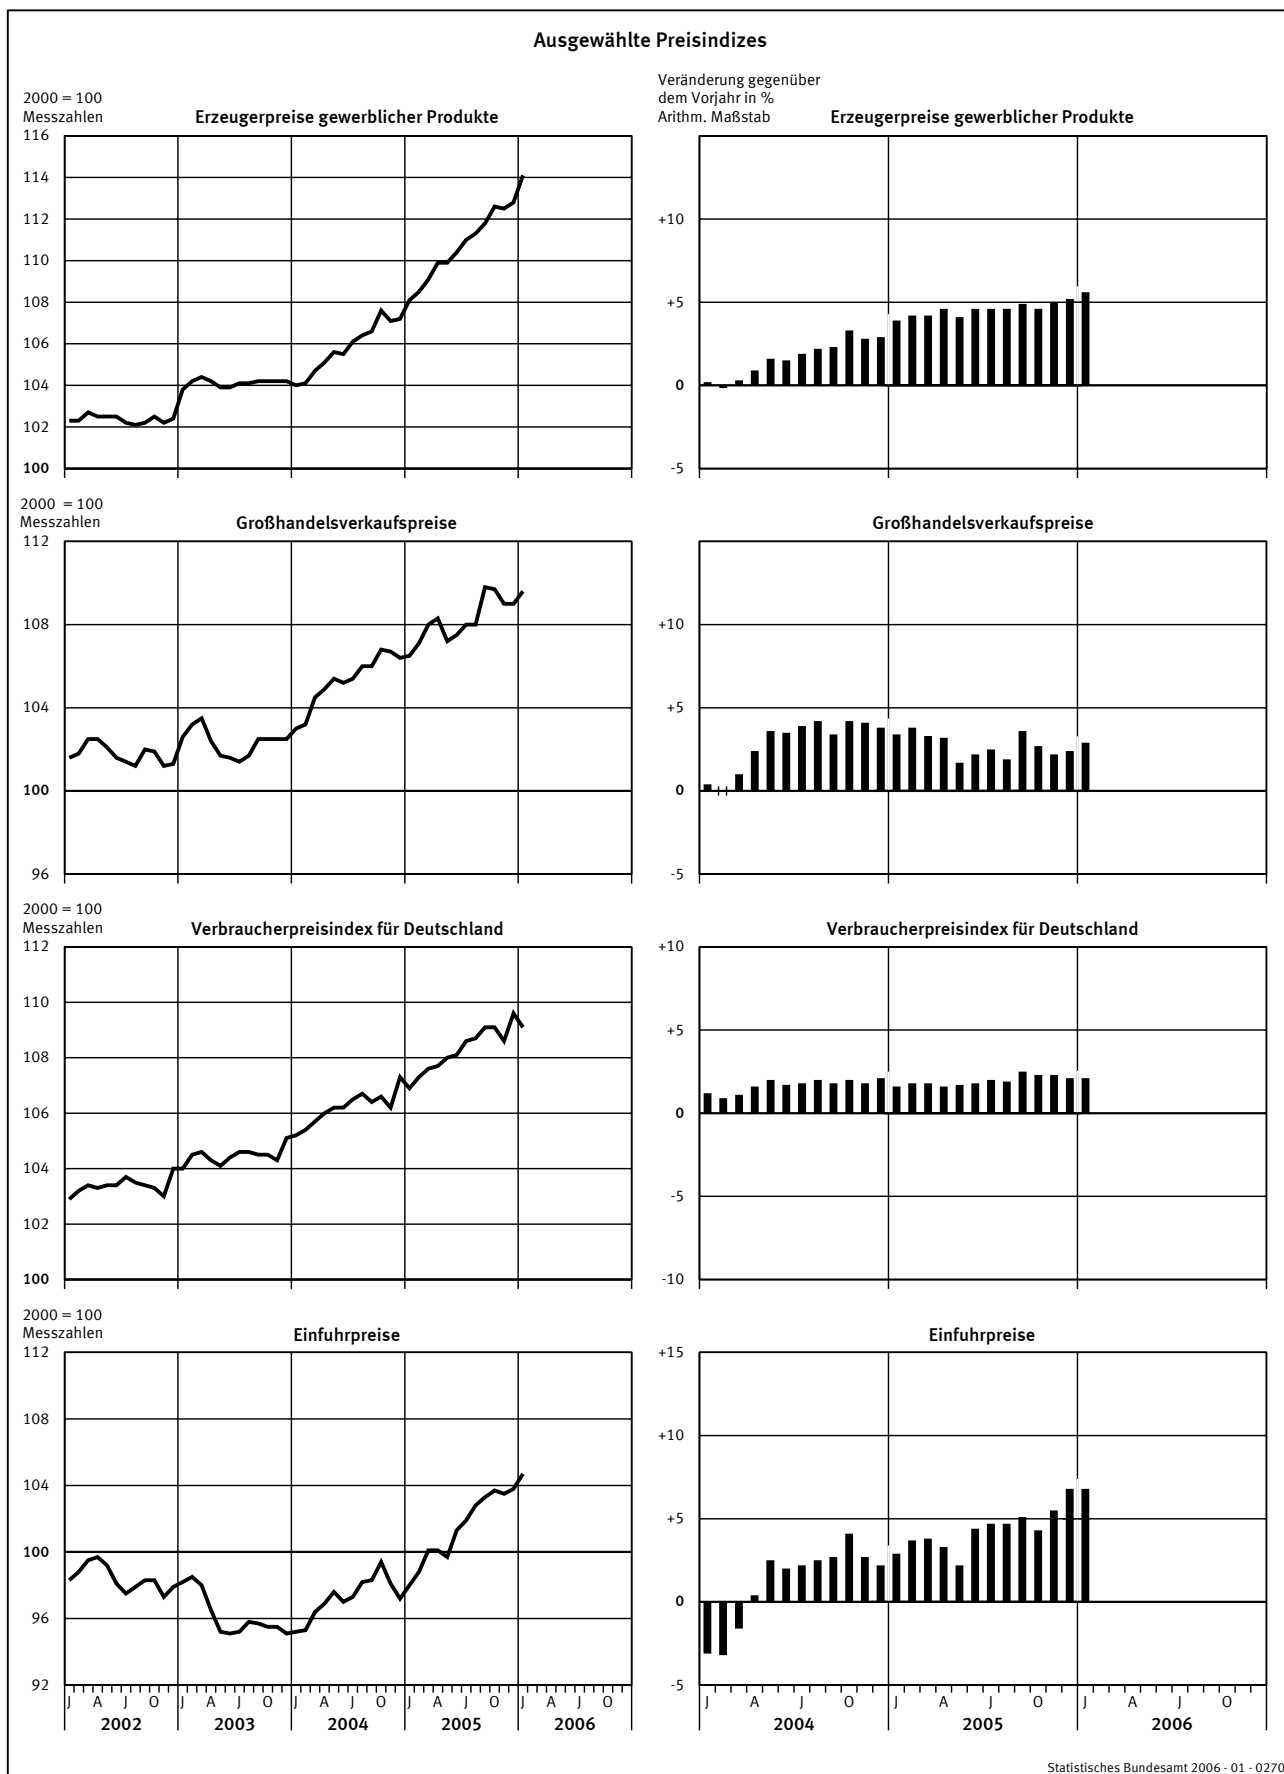 Ausgewählte Preisindizes
2000 = 100
Messzahlen
Erzeugerpreise gewerblicher Produkte
116
114
112
110
108
106
104
102
100
Veränderung gegenüber
dem Vorjahr in %
Arithm. Maßstab
Erzeugerpreise gewerblicher Produkte
+10
+5
0
-5
2000 = 100
Messzahlen
Großhandelsverkaufspreise
112
108
104
100
96
Großhandelsverkaufspreise
+10
+5
0
-5
2000 = 100
Messzahlen
Verbraucherpreisindex für Deutschland
112
110
108
106
104
102
100
Verbraucherpreisindex für Deutschland
+10
+5
0
-5
-10
2000 = 100
Messzahlen
Einfuhrpreise
112
108
104
100
96
92
J A J O J A J O J A J O J A J O J A J O
2002 2003 2004 2005 2006
Einfuhrpreise
+15
+10
+5
0
-5
J A J O J A J O J A J O
2004 2005 2006
Statistisches Bundesamt 2006 - 01 - 0270